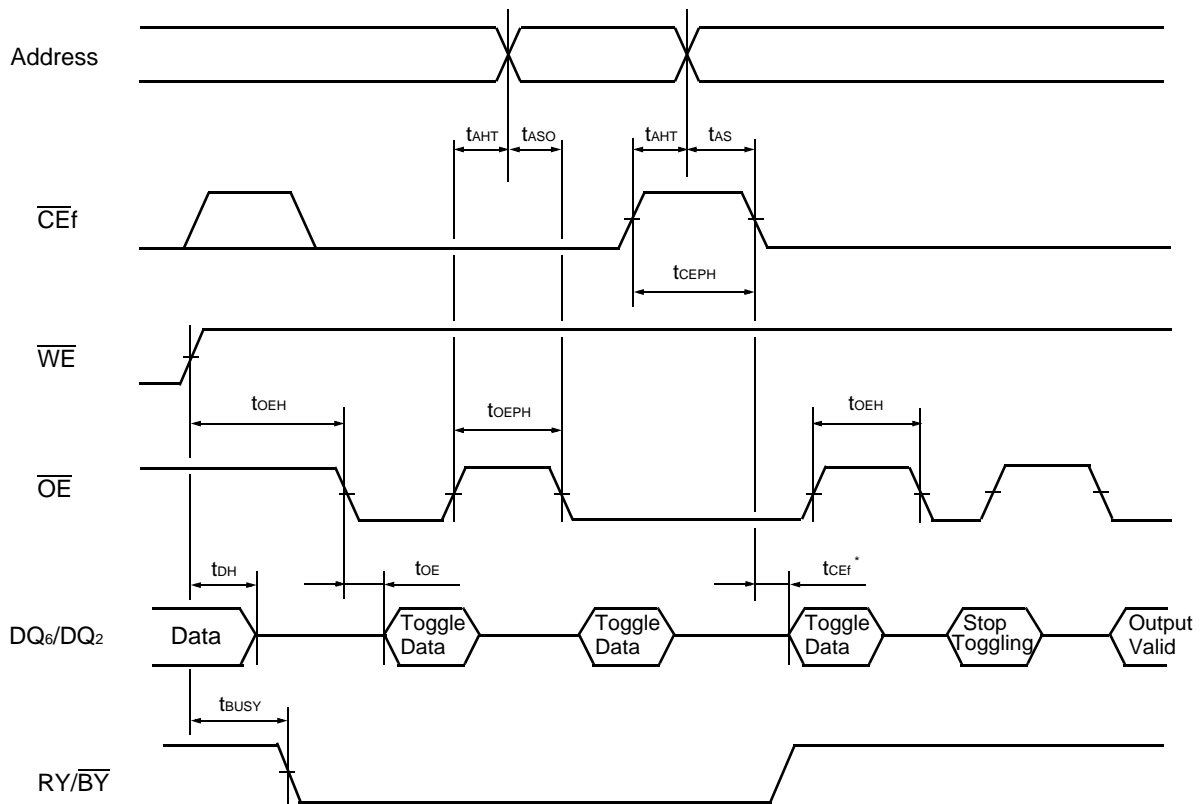 Address
tAHT tASO tAHT tAS
CEf
tCEPH
WE
tOEH tOEPH tOEH
OE
tDH tOE tCEf*
DQ6/DQ2 Data Toggle Data Toggle Data Toggle Data Stop Toggling Output Valid
tBUSY
RY/BY